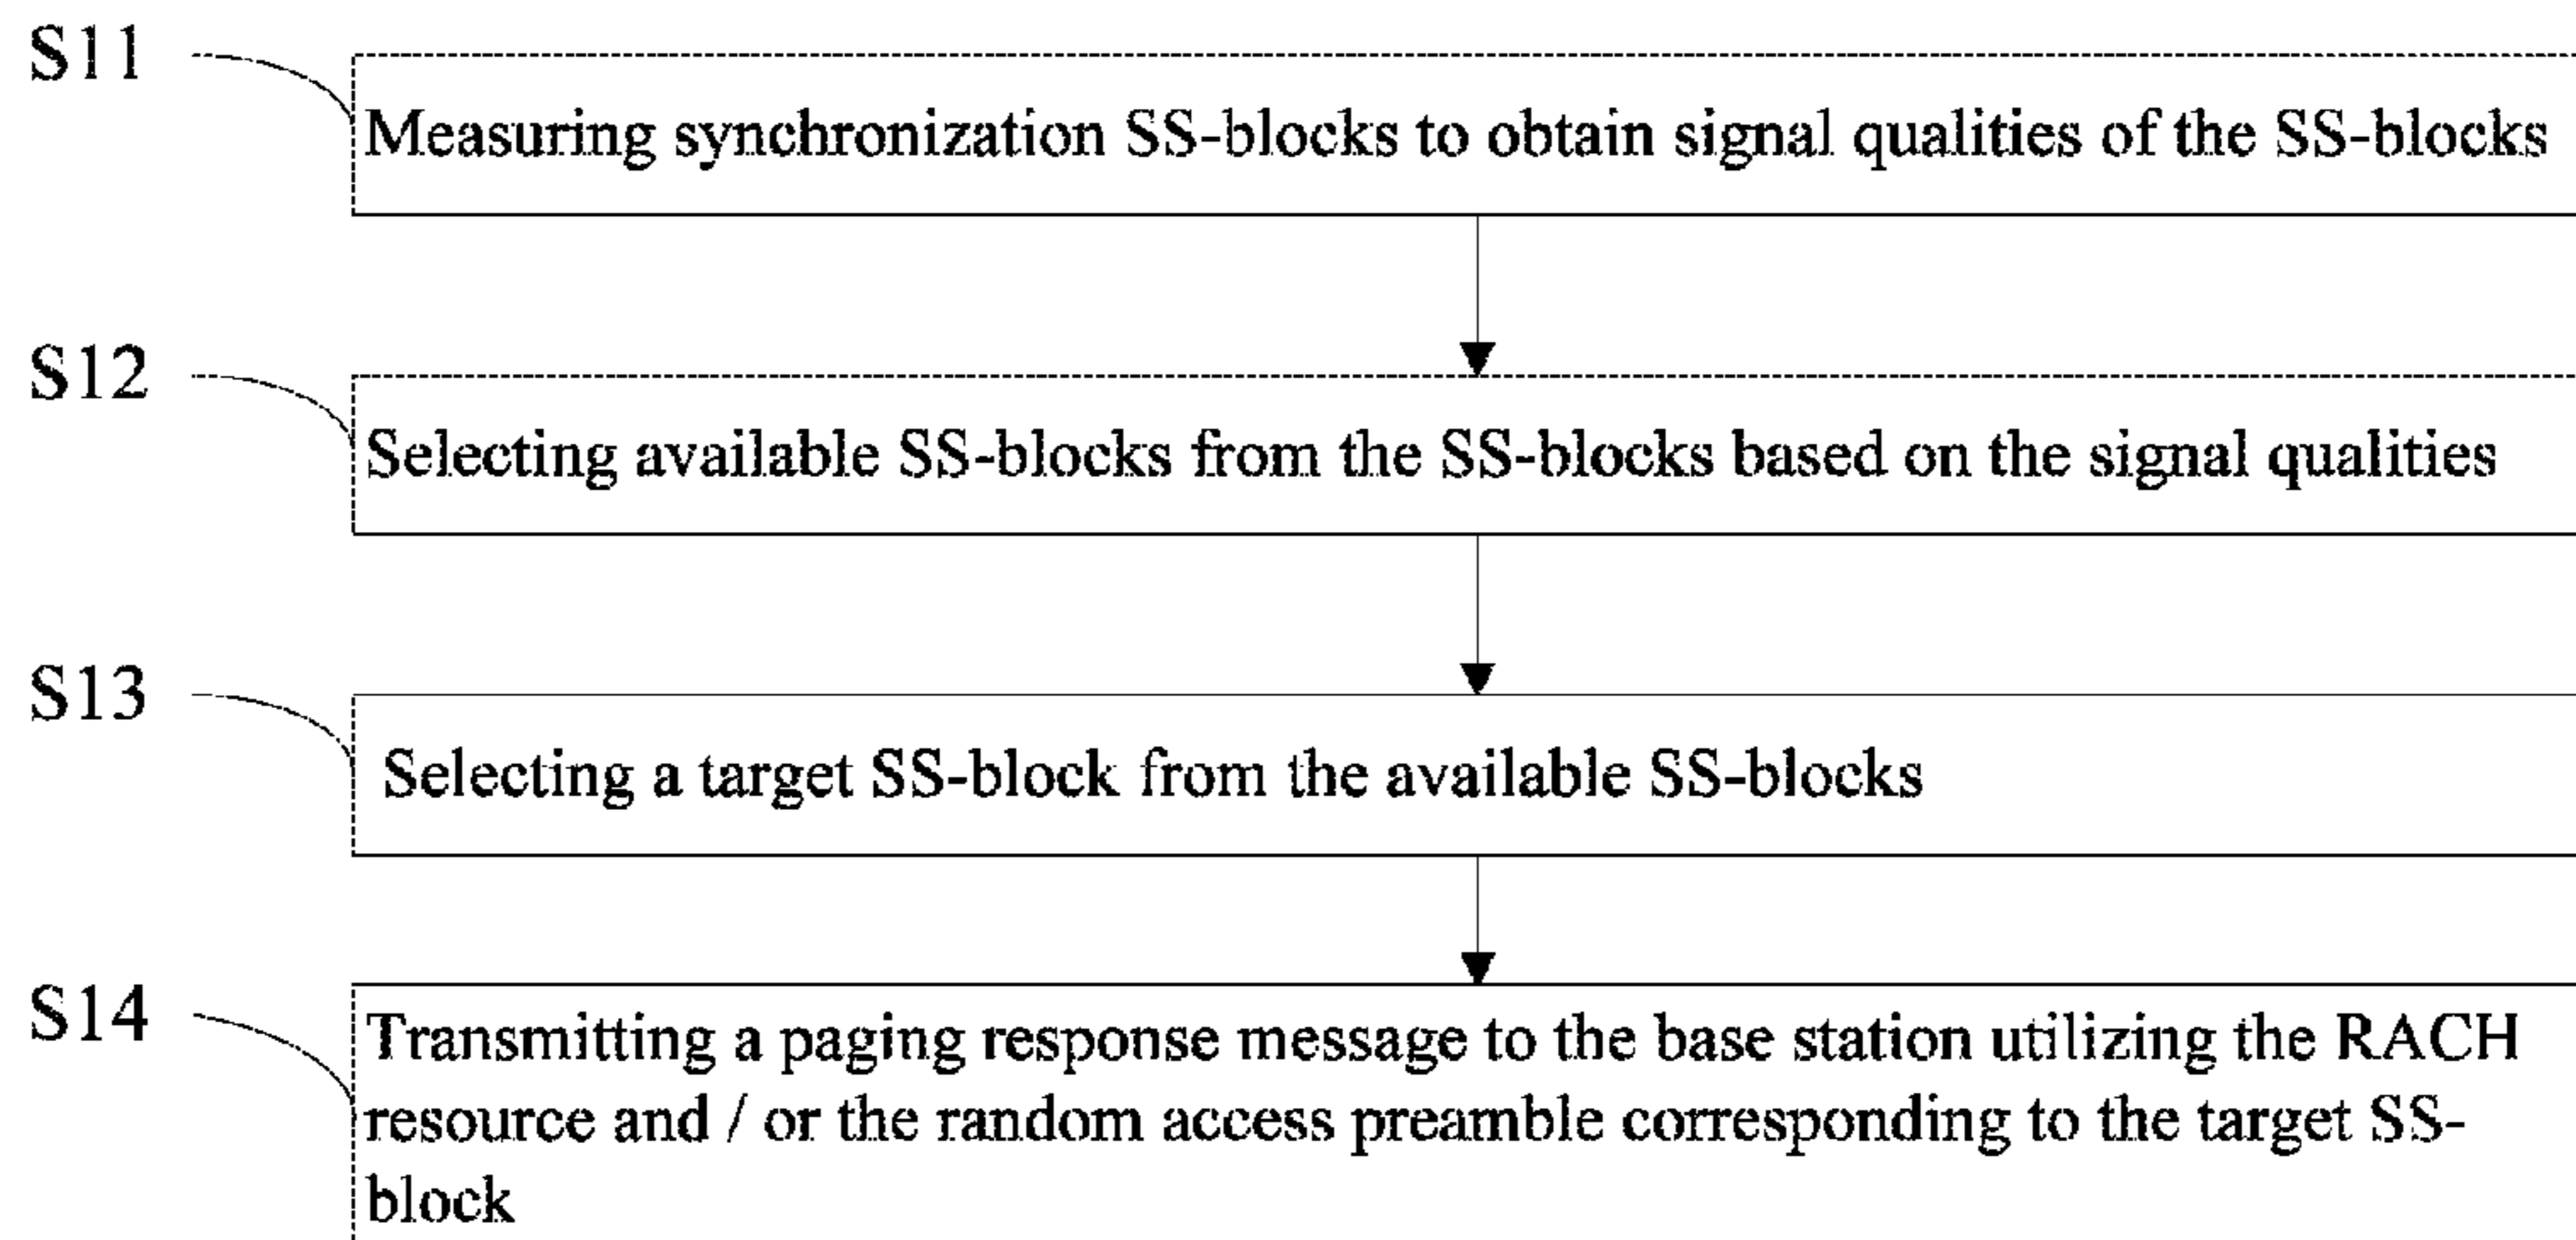 S11
Measuring synchronization SS-blocks to obtain signal qualities of the SS-blocks
S12
Selecting available SS-blocks from the SS-blocks based on the signal qualities
S13
Selecting a target SS-block from the available SS-blocks
S14
Transmitting a paging response message to the base station utilizing the RACH
resource and / or the random access preamble corresponding to the target SS-
block